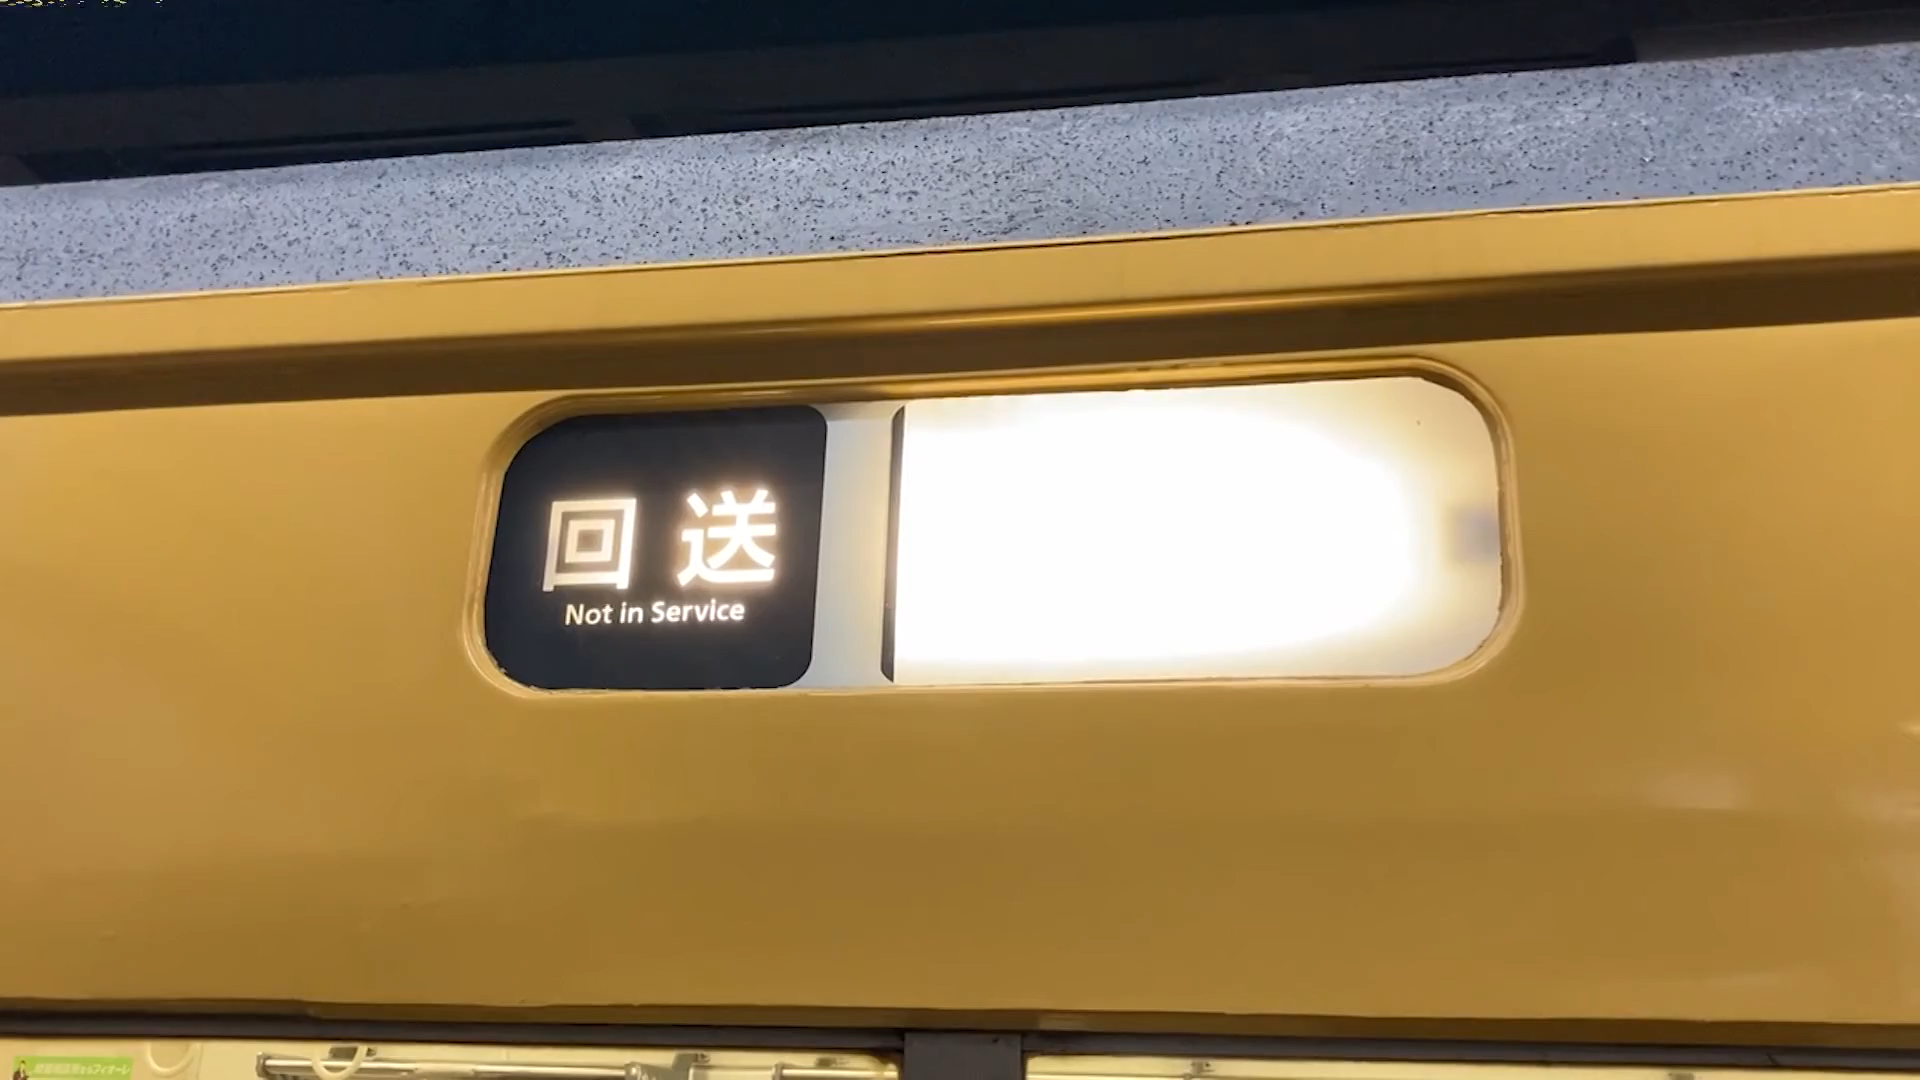 回送
Not in Service